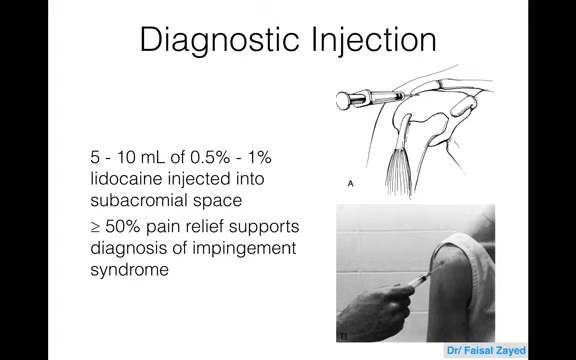 Diagnostic Injection
5 - 10 mL of 0.5% - 1%
lidocaine injected into
subacromial space
≥ 50% pain relief supports
diagnosis of impingement
syndrome
A
B
Dr/ Faisal Zayed